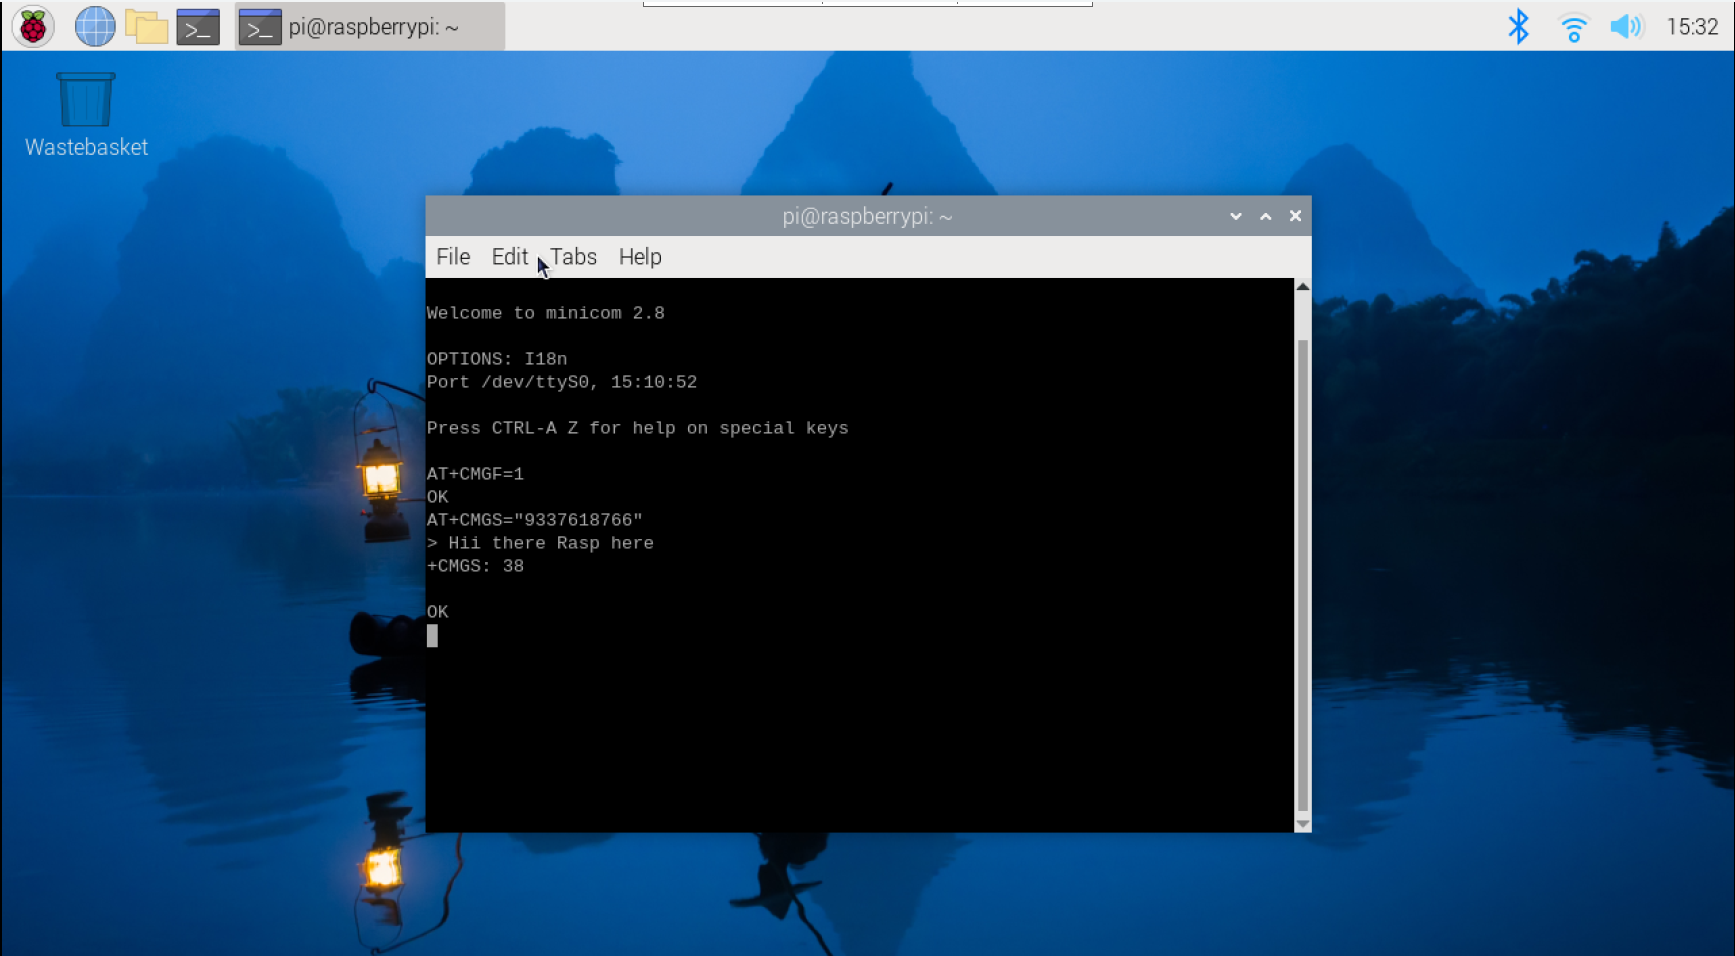 pi@raspberrypi: ~
15:32
Wastebasket
pi@raspberrypi: ~
File Edit Tabs Help
Welcome to minicom 2.8
OPTIONS: I18n
Port /dev/ttyS0, 15:10:52
Press CTRL-A Z for help on special keys
AT+CMGF=1
OK
AT+CMGS="9337618766"
> Hii there Rasp here
+CMGS: 38
OK